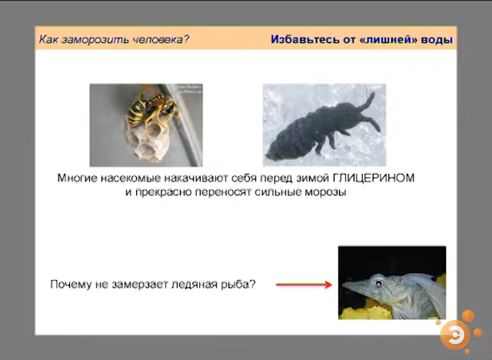 Как заморозить человека?
Избавьтесь от «лишней» воды
Многие насекомые накачивают себя перед зимой ГЛИЦЕРИНОМ
и прекрасно переносят сильные морозы
Почему не замерзает ледяная рыба?
Э